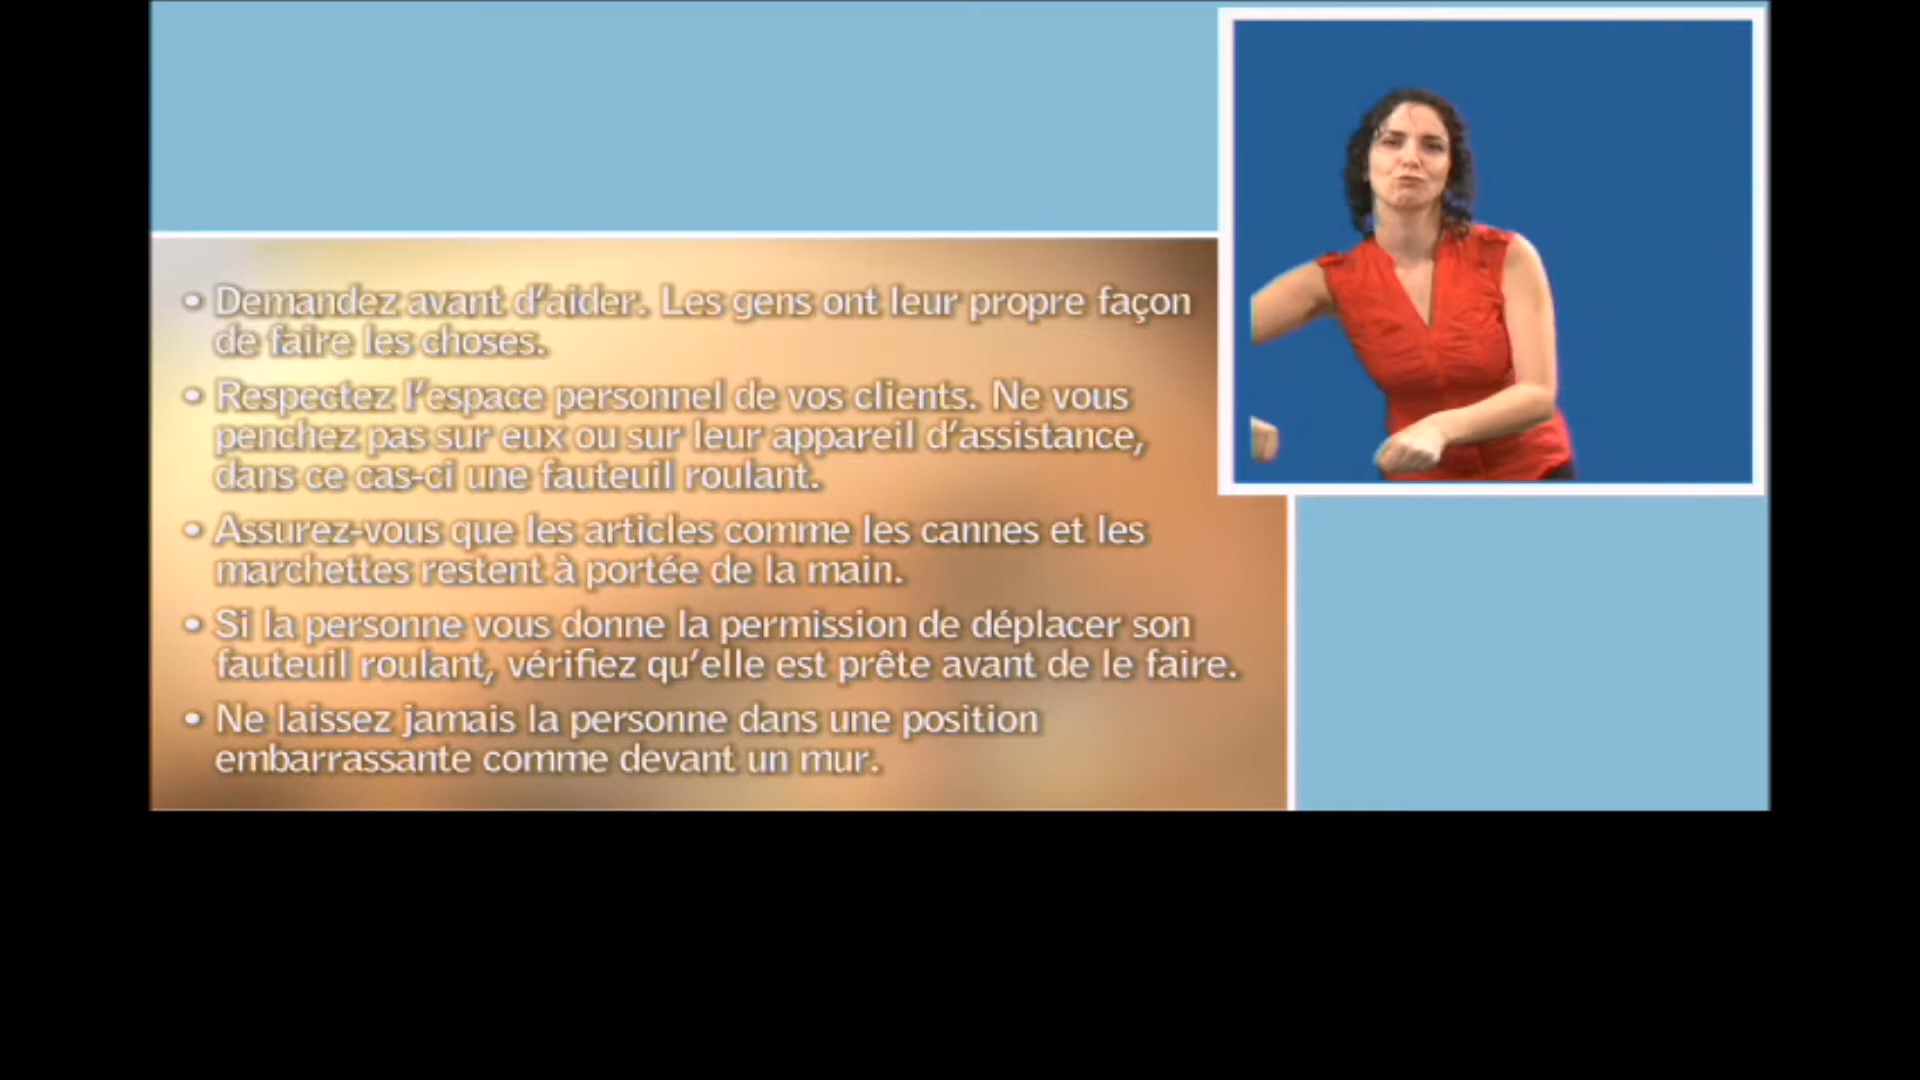 • Demandez avant d’aider. Les gens ont leur propre façon
de faire les choses.
• Respectez l’espace personnel de vos clients. Ne vous
penchez pas sur eux ou sur leur appareil d’assistance,
dans ce cas-ci une fauteuil roulant.
• Assurez-vous que les articles comme les cannes et les
marchettes restent à portée de la main.
• Si la personne vous donne la permission de déplacer son
fauteuil roulant, vérifiez qu’elle est prête avant de le faire.
• Ne laissez jamais la personne dans une position
embarrassante comme devant un mur.